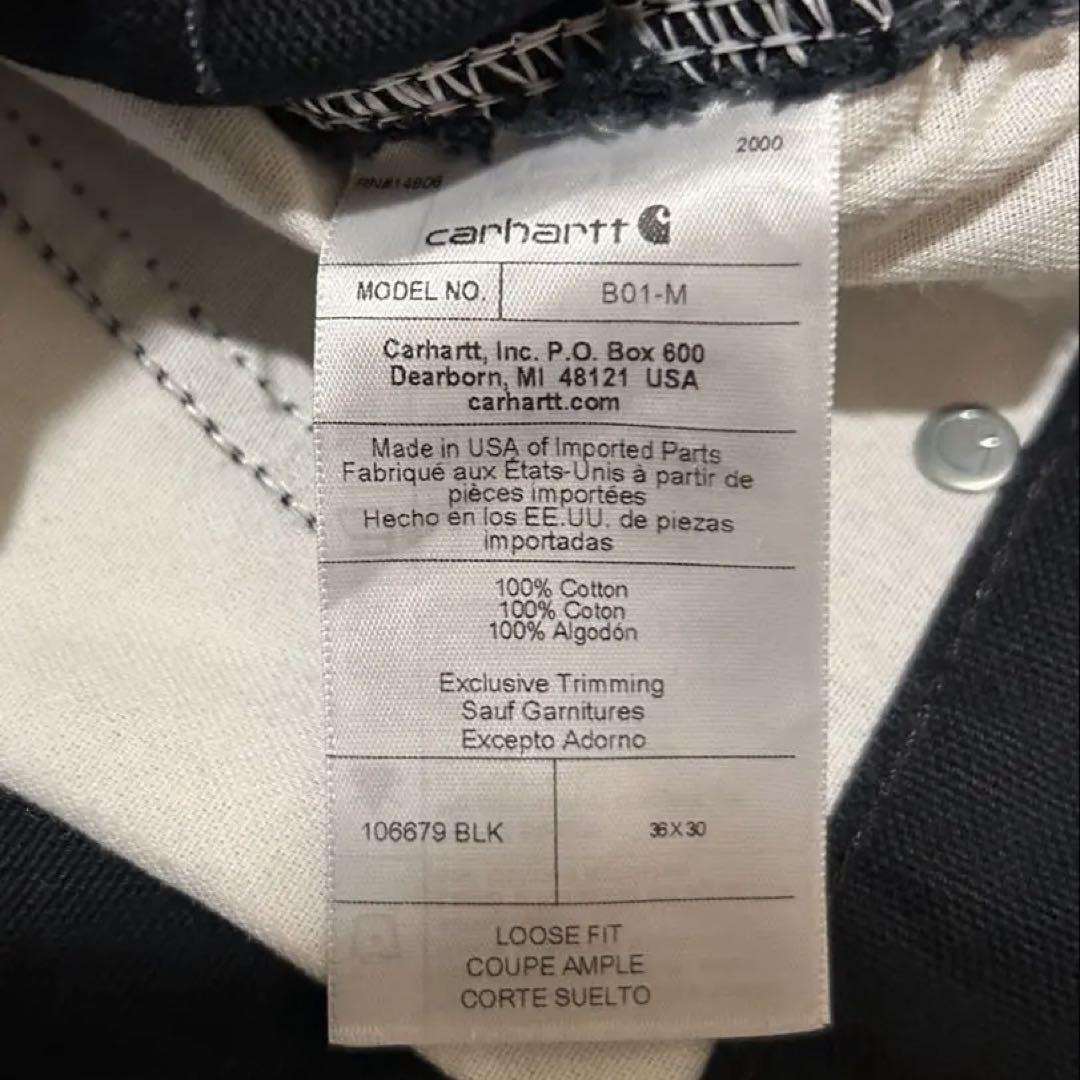 2000
RN#14806
carhartt
MODEL NO. B01-M
Carhartt, Inc. P.O. Box 600
Dearborn, MI 48121 USA
carhartt.com
Made in USA of Imported Parts
Fabriqué aux États-Unis à partir de
pièces importées
Hecho en los EE.UU. de piezas
importadas
100% Cotton
100% Coton
100% Algodón
Exclusive Trimming
Sauf Garnitures
Excepto Adorno
106679 BLK 36X30
LOOSE FIT
COUPE AMPLE
CORTE SUELTO